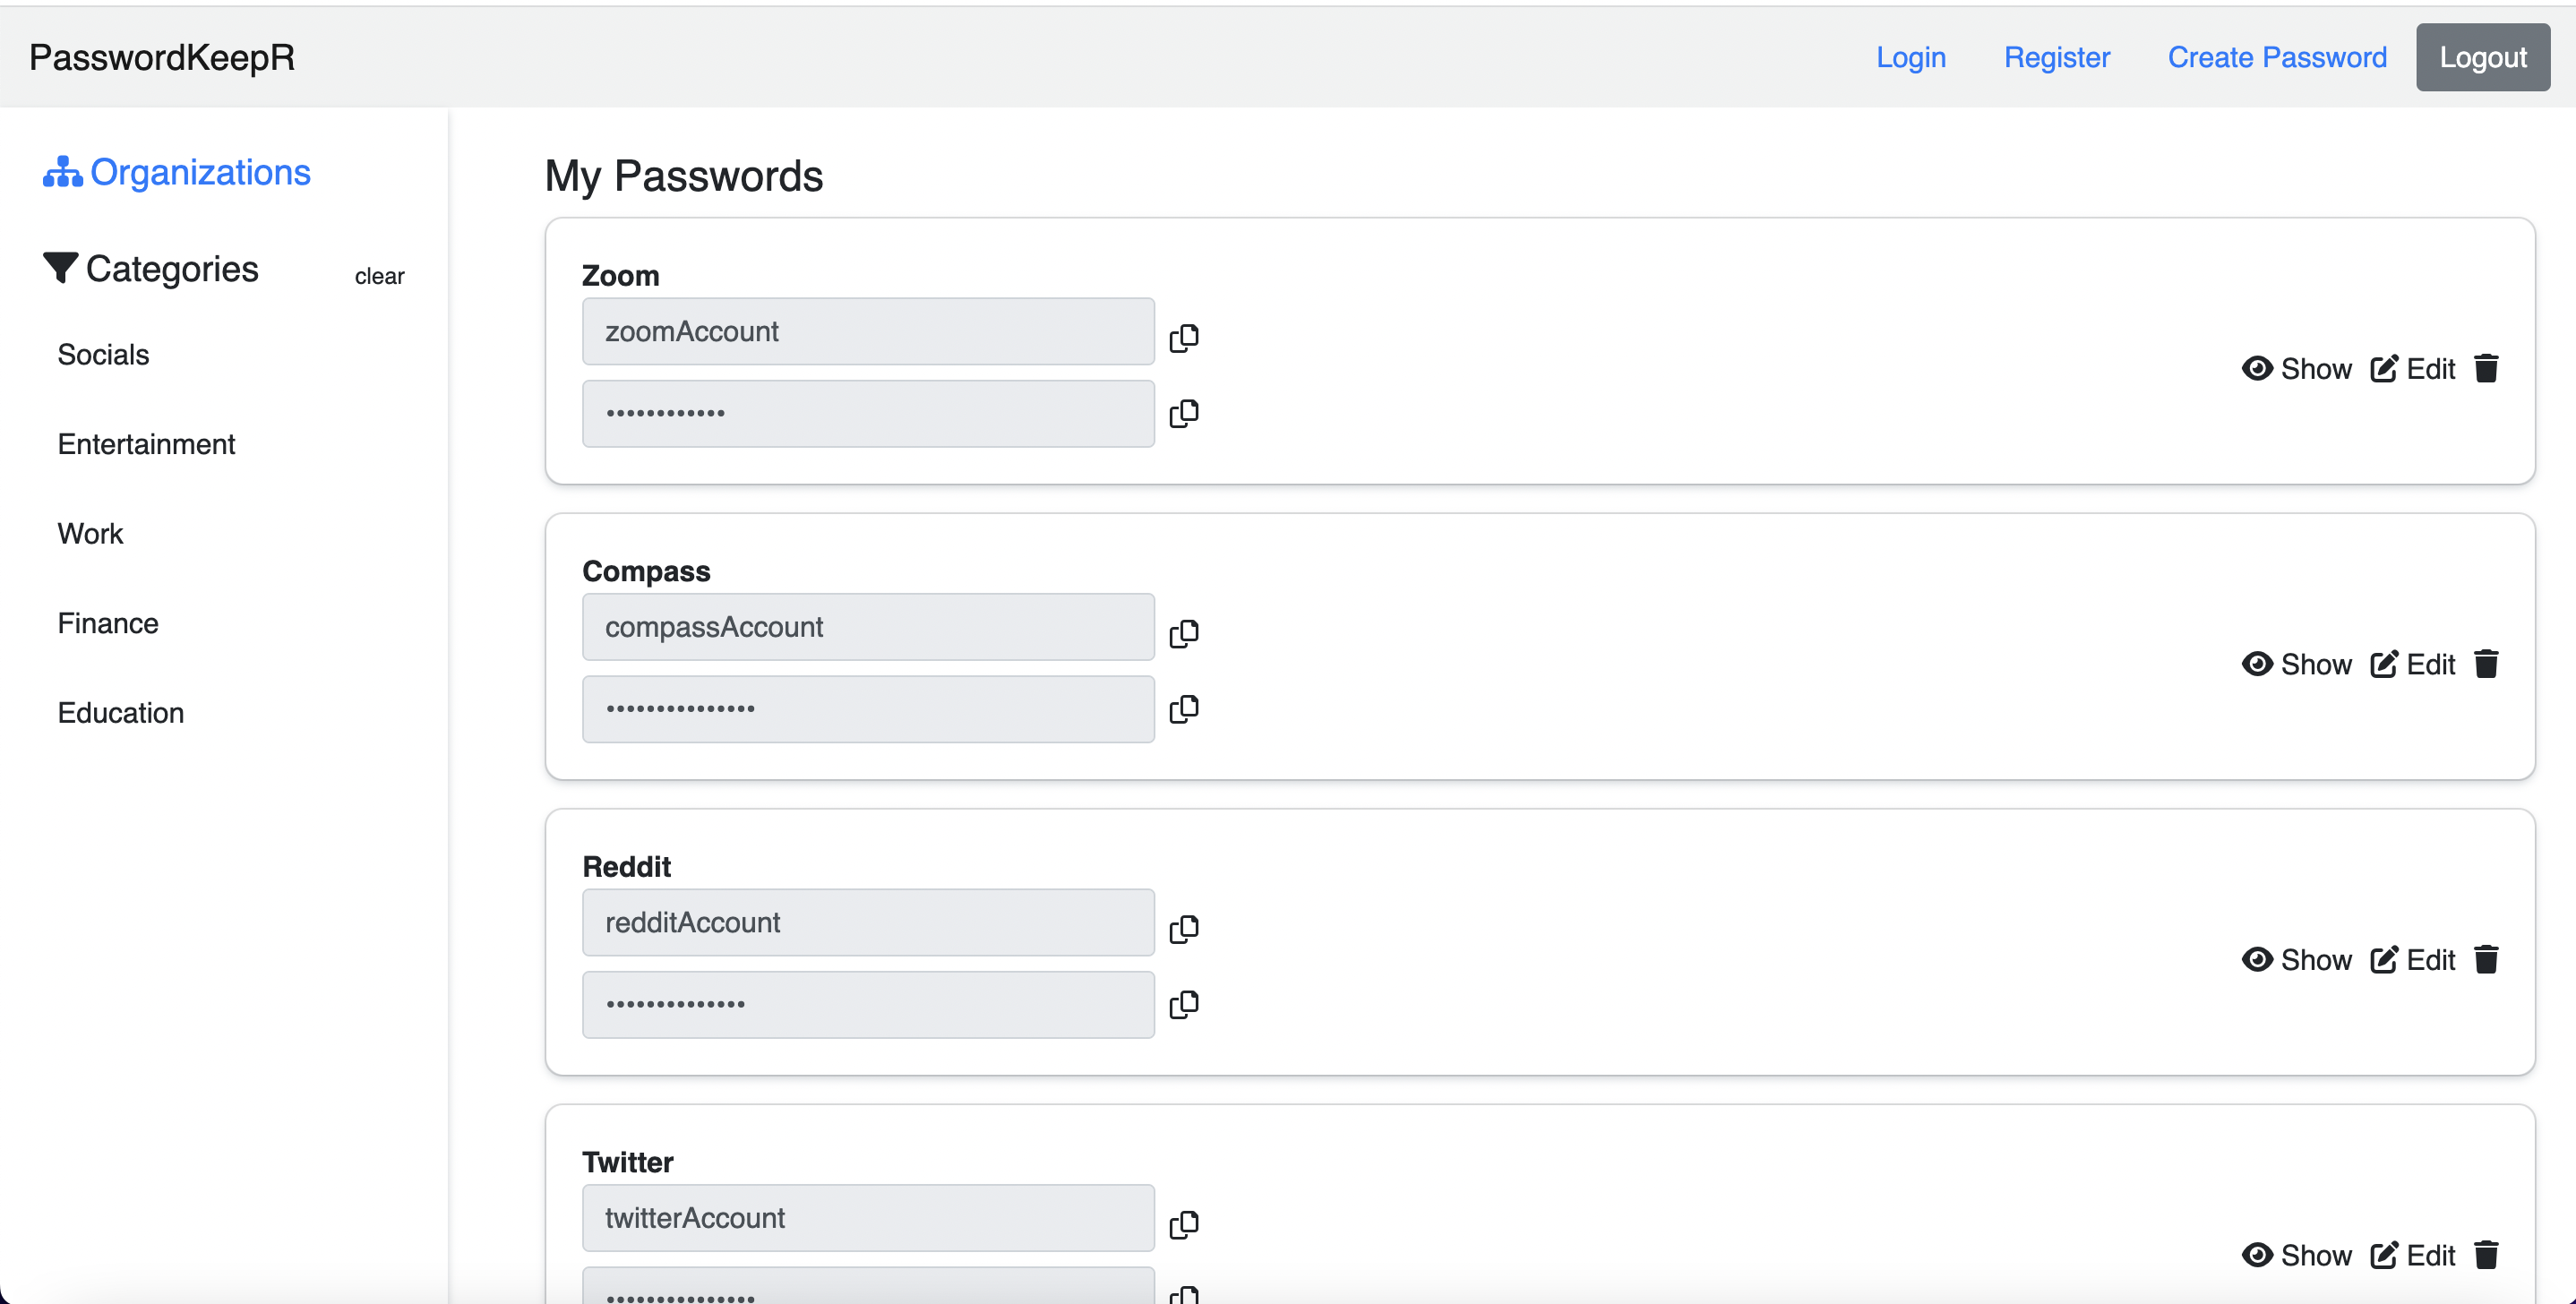 PasswordKeepR
Login Register Create Password Logout
Organizations
Categories clear
Socials
Entertainment
Work
Finance
Education
My Passwords
Zoom
zoomAccount
••••••••••••
Show Edit
Compass
compassAccount
•••••••••••••••
Show Edit
Reddit
redditAccount
••••••••••••••
Show Edit
Twitter
twitterAccount
•••••••••••••••
Show Edit